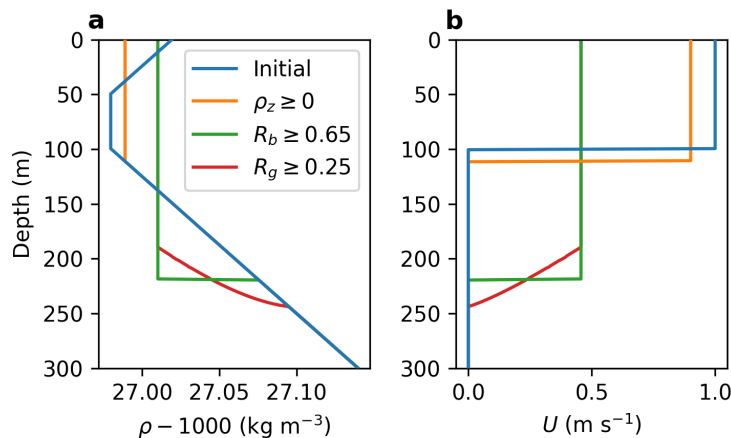 a
0
50
100
150
200
250
300
Depth (m)
27.00
27.05
27.10
ρ − 1000 (kg m⁻³)
Initial
ρ_z ≥ 0
R_b ≥ 0.65
R_g ≥ 0.25
b
0
50
100
150
200
250
300
0.0
0.5
1.0
U (m s⁻¹)